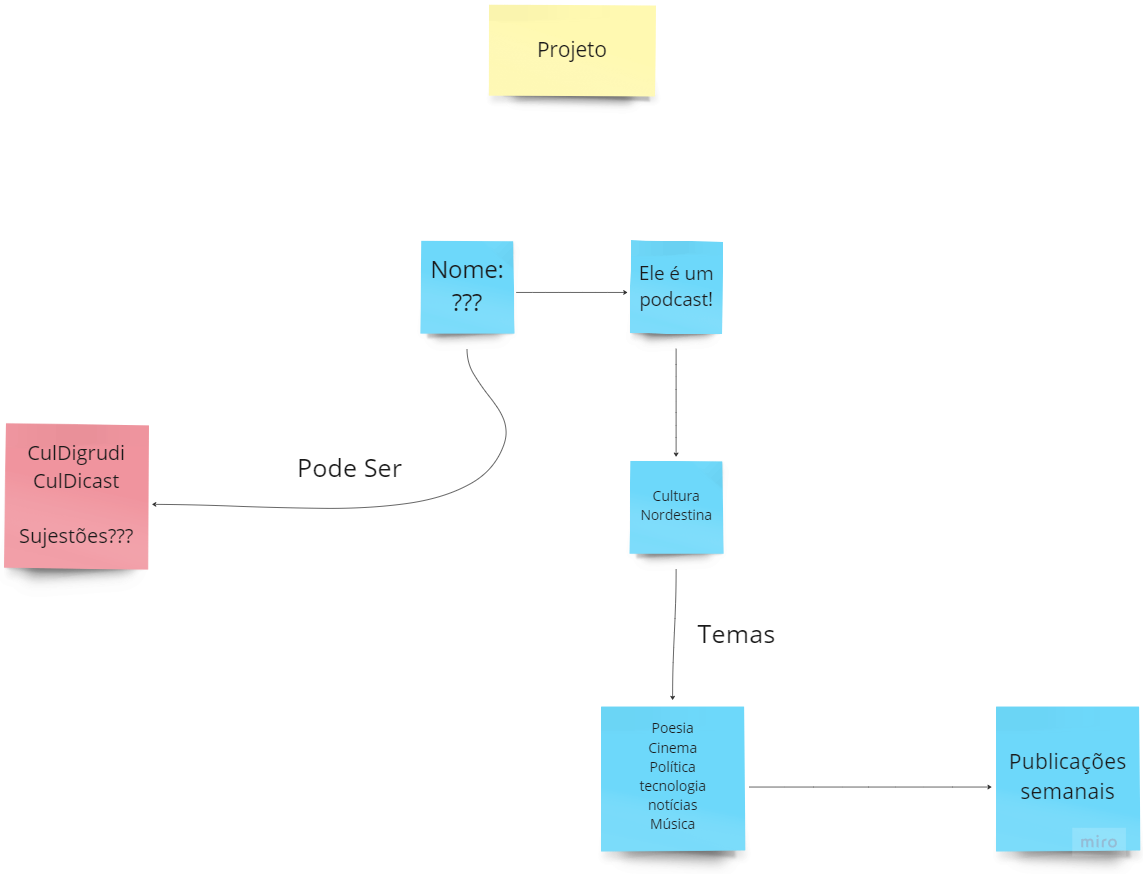 Projeto
Nome:
???
Ele é um
podcast!
CulDigrudi
CulDicast
Sujestões???
Pode Ser
Cultura
Nordestina
Temas
Poesia
Cinema
Política
tecnologia
notícias
Música
Publicações
semanais
miro